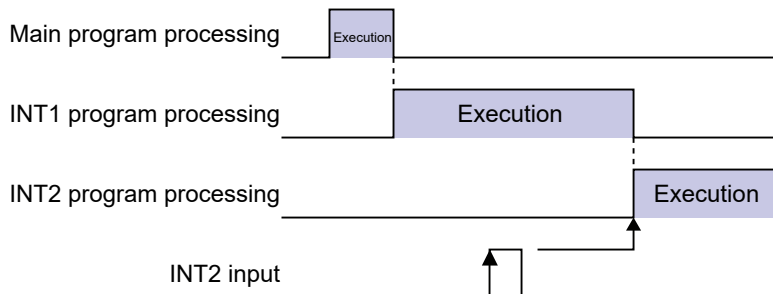 Main program processing
Execution
INT1 program processing
Execution
INT2 program processing
Execution
INT2 input